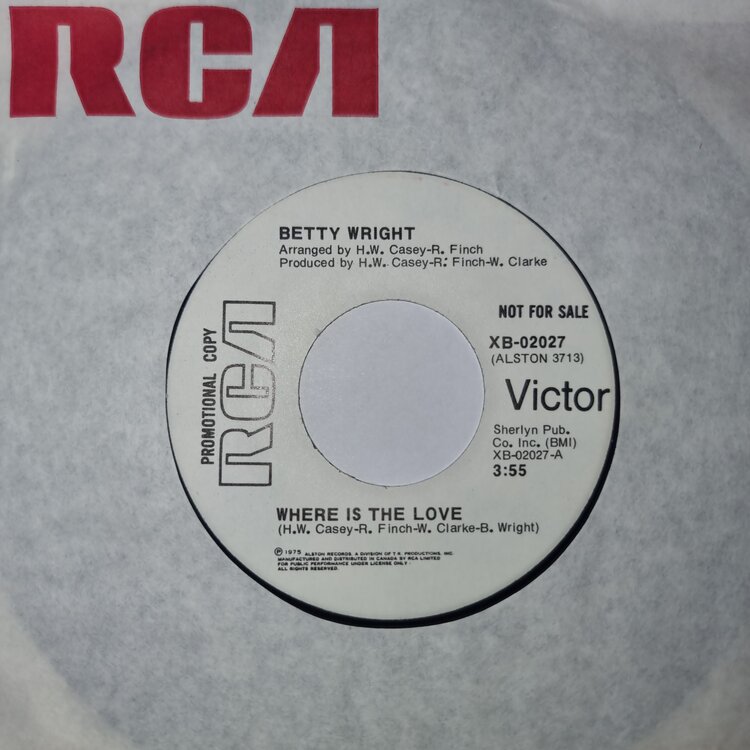 RCA
BETTY WRIGHT
Arranged by H.W. Casey-R. Finch
Produced by H.W. Casey-R. Finch-W. Clarke
PROMOTIONAL COPY
RCA
NOT FOR SALE
XB-02027
(ALSTON 3713)
Victor
Sherlyn Pub.
Co. Inc. (BMI)
XB-02027-A
3:55
WHERE IS THE LOVE
(H.W. Casey-R. Finch-W. Clarke-B. Wright)
℗ 1975 ALSTON RECORDS, A DIVISION OF T·K PRODUCTIONS, INC.
MANUFACTURED AND DISTRIBUTED IN CANADA BY RCA LIMITED
FOR PUBLIC PERFORMANCE UNDER LICENSE ONLY ·
ALL RIGHTS RESERVED.